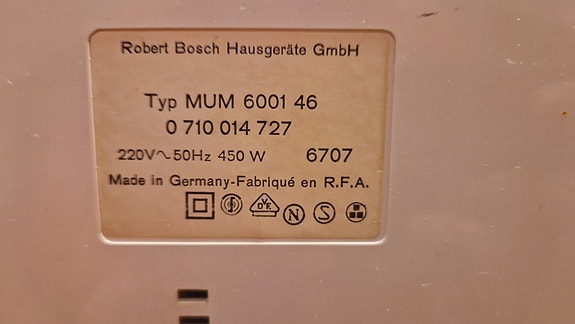 Robert Bosch Hausgeräte GmbH
Typ MUM 6001 46
0 710 014 727
220V~50Hz 450 W 6707
Made in Germany-Fabriqué en R.F.A.
VDE N S